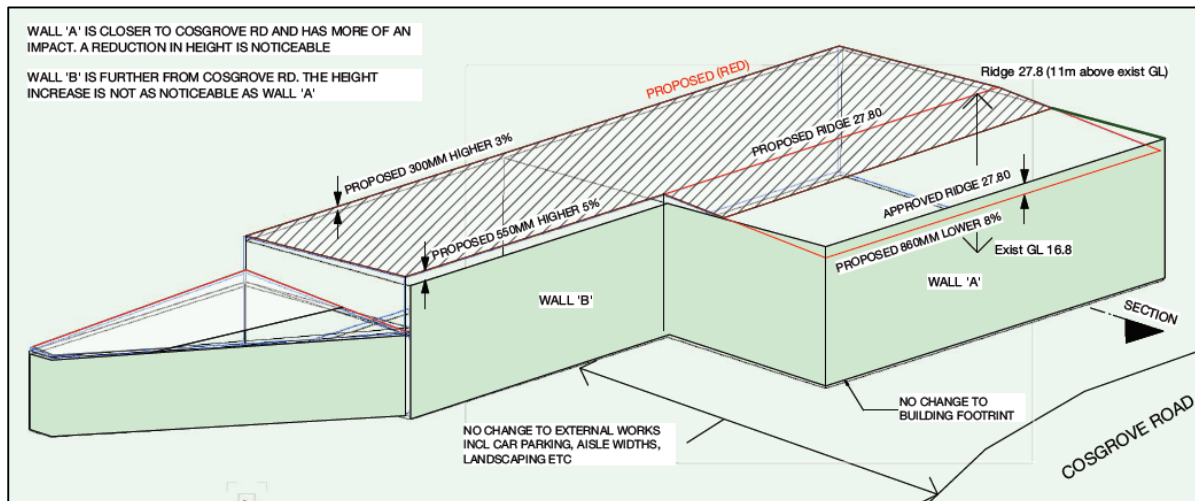 WALL 'A' IS CLOSER TO COSGROVE RD AND HAS MORE OF AN
IMPACT. A REDUCTION IN HEIGHT IS NOTICEABLE
WALL 'B' IS FURTHER FROM COSGROVE RD. THE HEIGHT
INCREASE IS NOT AS NOTICEABLE AS WALL 'A'
PROPOSED (RED)
Ridge 27.8 (11m above exist GL)
PROPOSED RIDGE 27.80
PROPOSED 300MM HIGHER 3%
APPROVED RIDGE 27.80
PROPOSED 550MM HIGHER 5%
PROPOSED 860MM LOWER 8%
Exist GL 16.8
WALL 'B'
WALL 'A'
SECTION
NO CHANGE TO
BUILDING FOOTRINT
NO CHANGE TO EXTERNAL WORKS
INCL CAR PARKING, AISLE WIDTHS,
LANDSCAPING ETC
COSGROVE ROAD